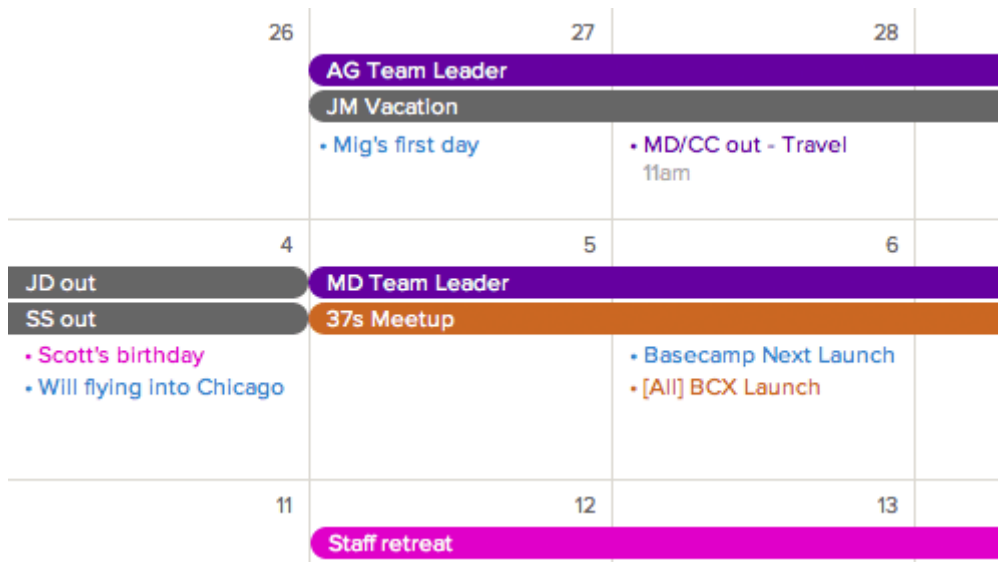 26 27 28
AG Team Leader
JM Vacation
• Mig's first day • MD/CC out - Travel
11am
4 5 6
JD out MD Team Leader
SS out 37s Meetup
• Scott's birthday • Basecamp Next Launch
• Will flying into Chicago • [All] BCX Launch
11 12 13
Staff retreat